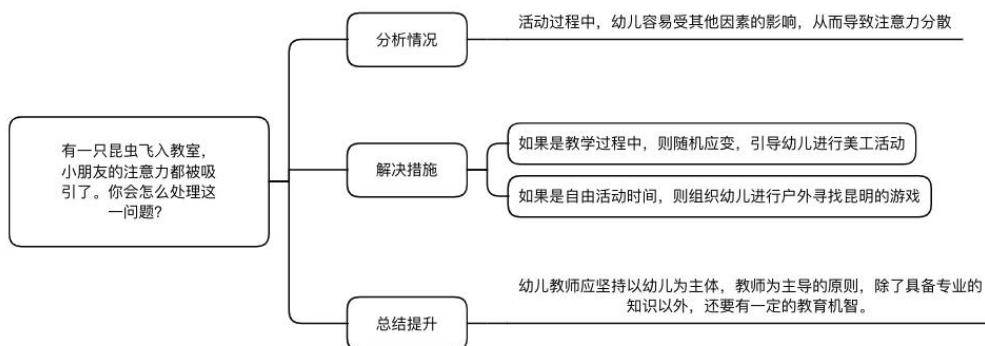 有一只昆虫飞入教室，
小朋友的注意力都被吸
引了。你会怎么处理这
一问题？
分析情况
活动过程中，幼儿容易受其他因素的影响，从而导致注意力分散
解决措施
如果是教学过程中，则随机应变，引导幼儿进行美工活动
如果是自由活动时间，则组织幼儿进行户外寻找昆明的游戏
总结提升
幼儿教师应坚持以幼儿为主体，教师为主导的原则，除了具备专业的
知识以外，还要有一定的教育机智。